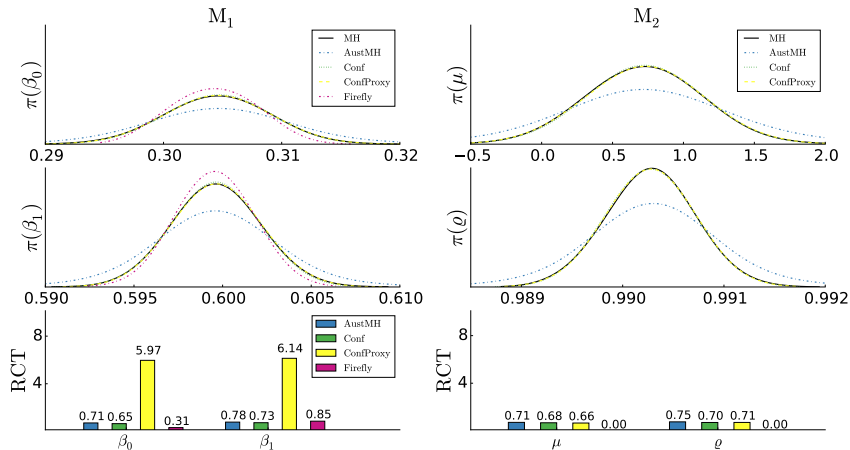 M₁
π(β₀)
MH
AustMH
Conf
ConfProxy
Firefly
0.29 0.30 0.31 0.32
π(β₁)
0.590 0.595 0.600 0.605 0.610
RCT
8
4
AustMH
Conf
ConfProxy
Firefly
0.71 0.65 5.97 0.31 0.78 0.73 6.14 0.85
β₀ β₁
M₂
π(μ)
MH
AustMH
Conf
ConfProxy
−0.5 0.0 0.5 1.0 1.5 2.0
π(ϱ)
0.989 0.990 0.991 0.992
RCT
8
4
0.71 0.68 0.66 0.00 0.75 0.70 0.71 0.00
μ ϱ